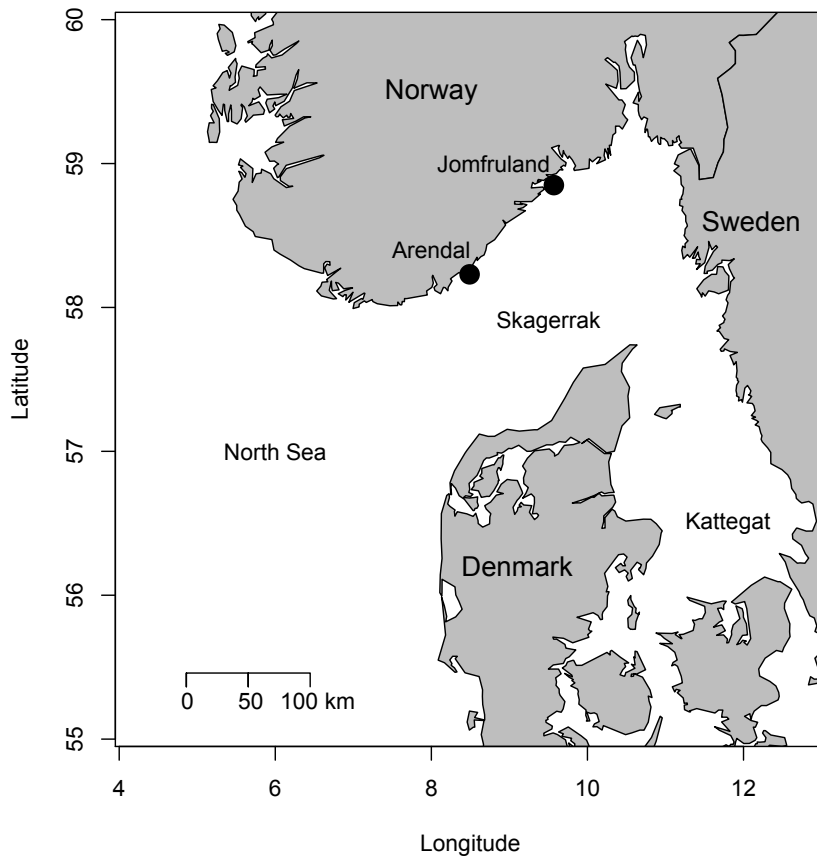 60
Norway
59
Jomfruland
Sweden
Arendal
58
Skagerrak
Latitude
57
North Sea
Kattegat
Denmark
56
0 50 100 km
55
4 6 8 10 12
Longitude